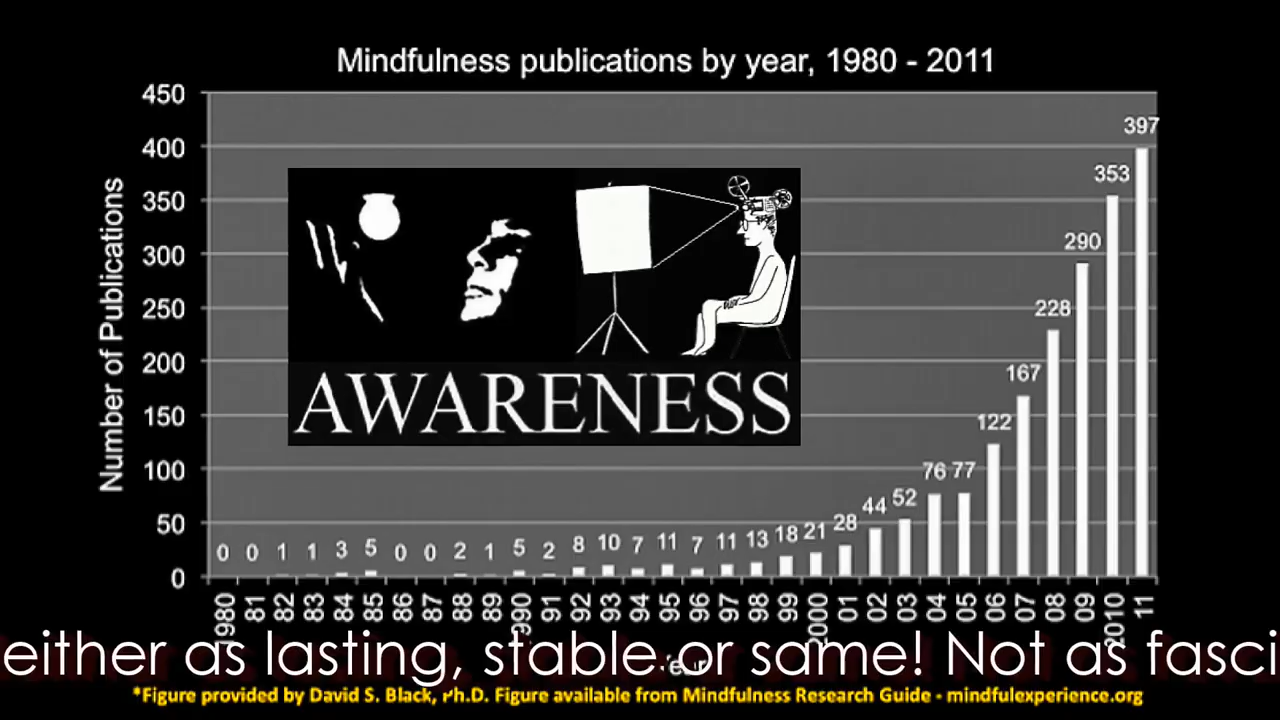 Mindfulness publications by year, 1980 - 2011
Number of Publications
450
400
350
300
250
200
150
100
50
0
AWARENESS
0 0 1 1 3 5 0 0 2 1 5 2 8 10 7 11 7 11 13 18 21 28 44 52 76 77 122 167 228 290 353 397
1980 81 82 83 84 85 86 87 88 89 1990 91 92 93 94 95 96 97 98 99 2000 01 02 03 04 05 06 07 08 09 2010 11
either as lasting, stable or same! Not as fasci
*Figure provided by David S. Black, Ph.D. Figure available from Mindfulness Research Guide - mindfulexperience.org